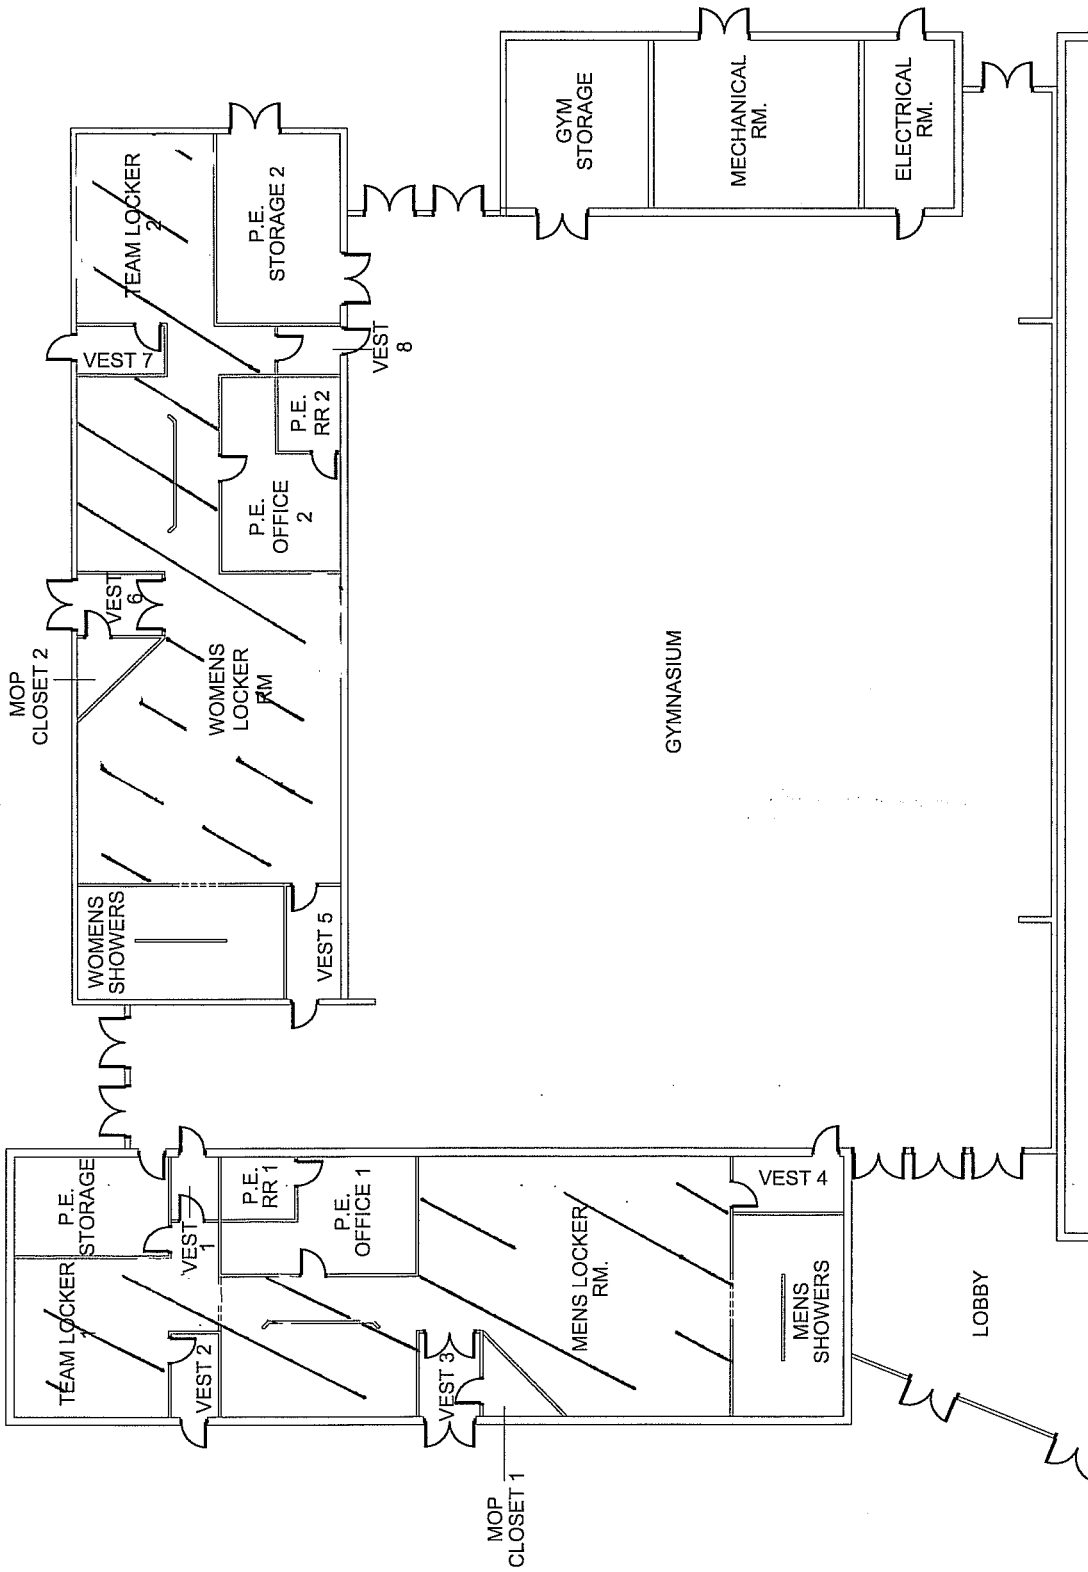 MOP
CLOSET 2
TEAM LOCKER
2
VEST 7
P.E.
STORAGE 2
VEST
8
P.E.
RR 2
P.E.
OFFICE
2
VEST
6
WOMENS
LOCKER
RM
WOMENS
SHOWERS
VEST 5
GYM
STORAGE
MECHANICAL
RM.
ELECTRICAL
RM.
GYMNASIUM
P.E.
STORAGE
TEAM LOCKER
1
VEST
1
VEST 2
P.E.
RR 1
P.E.
OFFICE 1
VEST 3
MOP
CLOSET 1
MENS LOCKER
RM.
VEST 4
MENS
SHOWERS
LOBBY